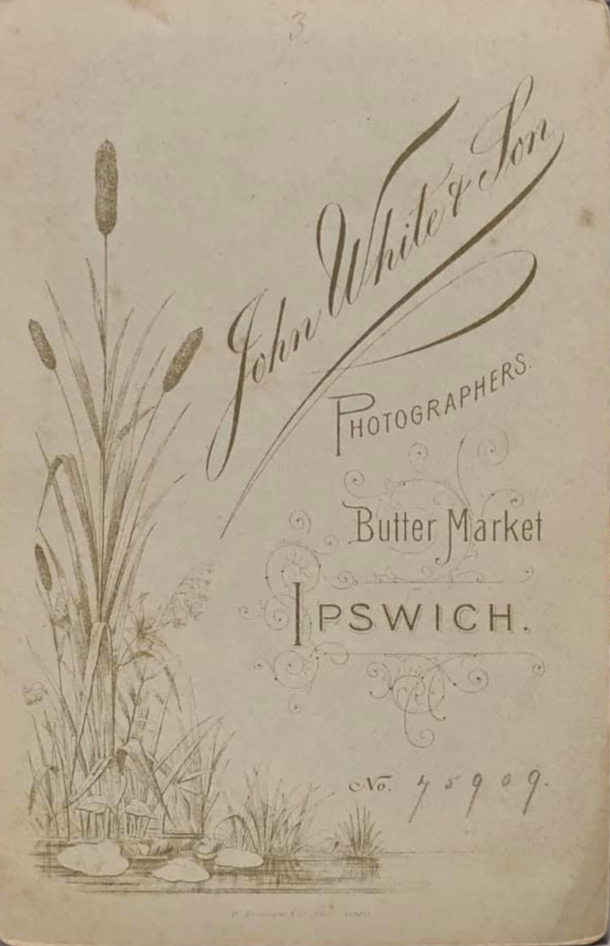 3
John White & Son
PHOTOGRAPHERS.
Butter Market
IPSWICH.
No. 75909.